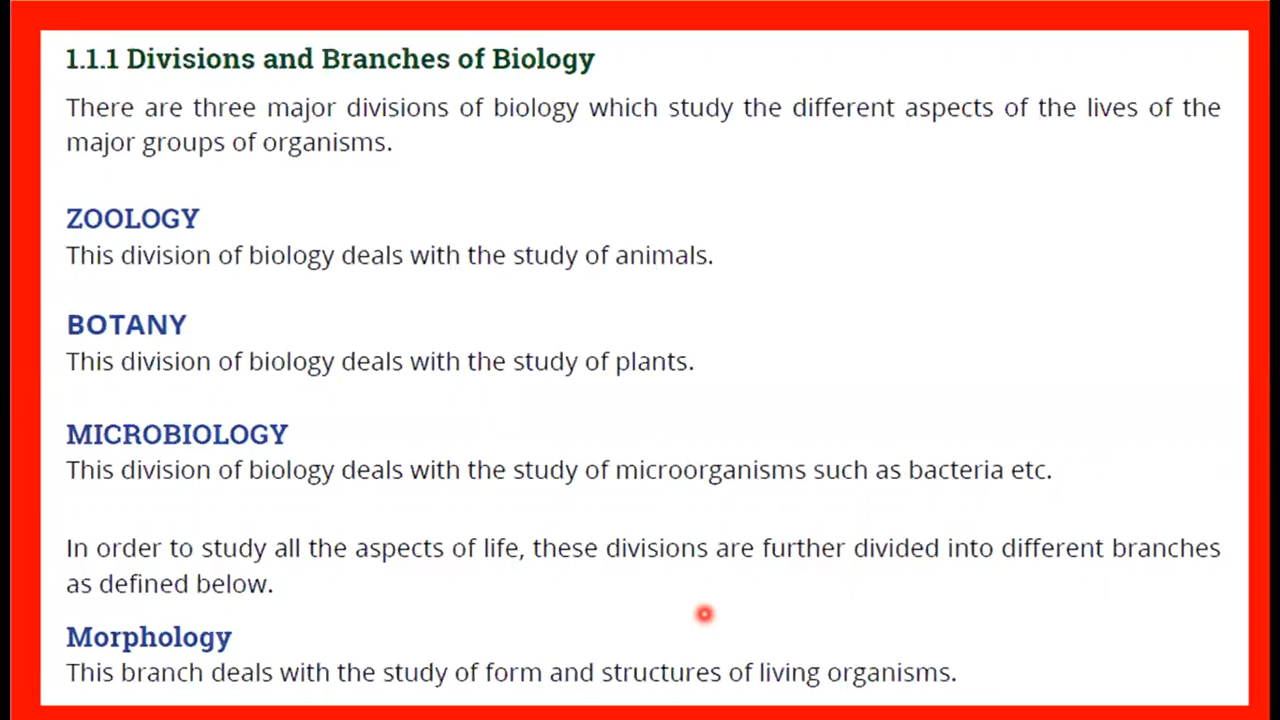 1.1.1 Divisions and Branches of Biology
There are three major divisions of biology which study the different aspects of the lives of the
major groups of organisms.
ZOOLOGY
This division of biology deals with the study of animals.
BOTANY
This division of biology deals with the study of plants.
MICROBIOLOGY
This division of biology deals with the study of microorganisms such as bacteria etc.
In order to study all the aspects of life, these divisions are further divided into different branches
as defined below.
Morphology
This branch deals with the study of form and structures of living organisms.